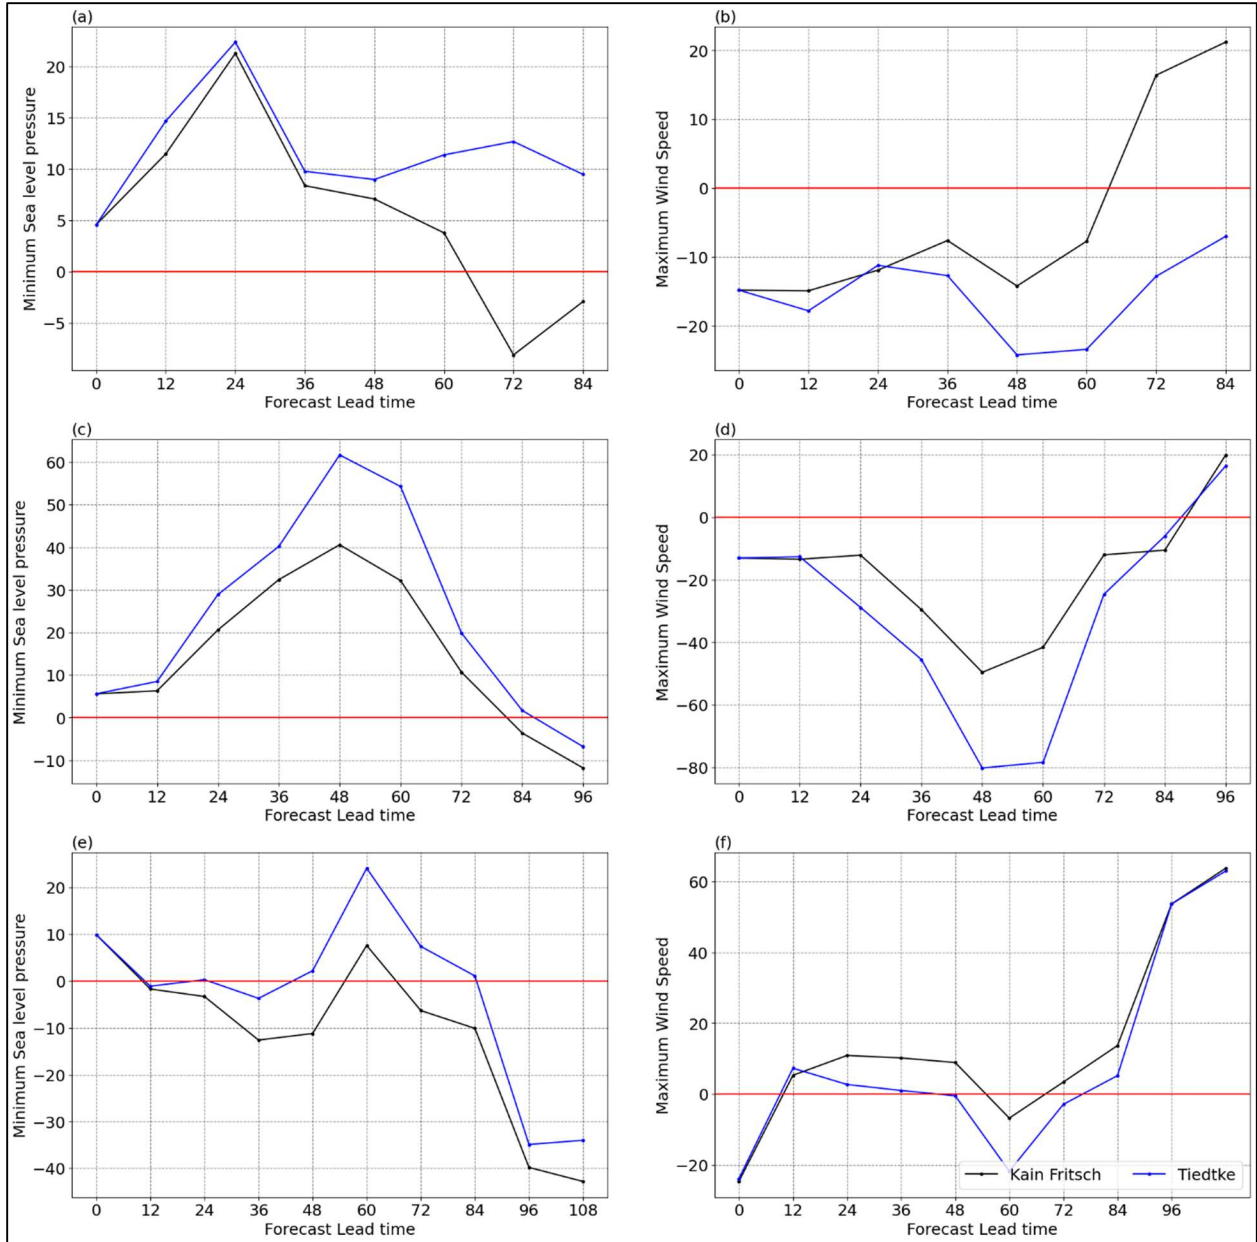 (a)
Minimum Sea level pressure
20
15
10
5
0
−5
0 12 24 36 48 60 72 84
Forecast Lead time
(b)
Maximum Wind Speed
20
10
0
−10
−20
0 12 24 36 48 60 72 84
Forecast Lead time
(c)
Minimum Sea level pressure
60
50
40
30
20
10
0
−10
0 12 24 36 48 60 72 84 96
Forecast Lead time
(d)
Maximum Wind Speed
20
0
−20
−40
−60
−80
0 12 24 36 48 60 72 84 96
Forecast Lead time
(e)
Minimum Sea level pressure
20
10
0
−10
−20
−30
−40
0 12 24 36 48 60 72 84 96 108
Forecast Lead time
(f)
Maximum Wind Speed
60
40
20
0
−20
Kain Fritsch Tiedtke
0 12 24 36 48 60 72 84 96
Forecast Lead time